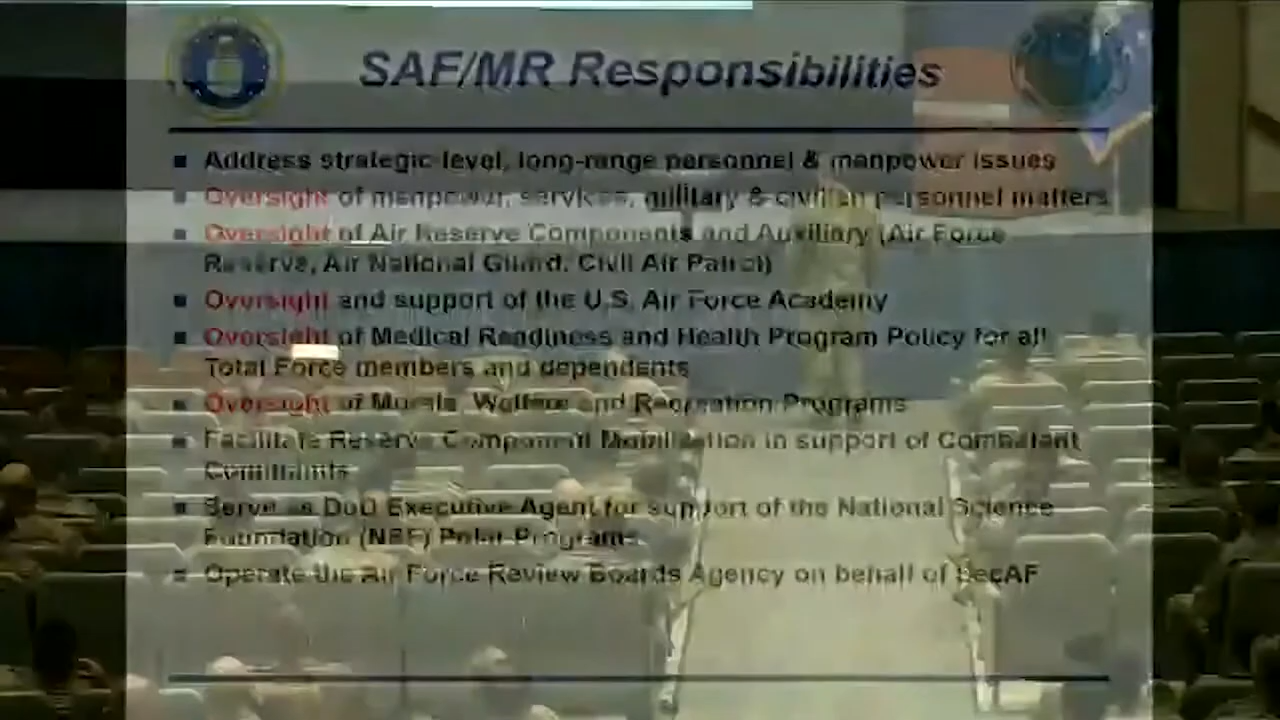 SAF/MR Responsibilities
Address strategic-level, long-range personnel & manpower issues
Oversight of manpower, services, military & civilian personnel matters
Oversight of Air Reserve Components and Auxiliary (Air Force
Reserve, Air National Guard, Civil Air Patrol)
Oversight and support of the U.S. Air Force Academy
Oversight of Medical Readiness and Health Program Policy for all
Total Force members and dependents
Oversight of Morale, Welfare and Recreation Programs
Facilitate Reserve Component Mobilization in support of Combatant
Commands
Serve as DoD Executive Agent for support of the National Science
Foundation (NSF) Polar Programs
Operate the Air Force Review Boards Agency on behalf of SecAF